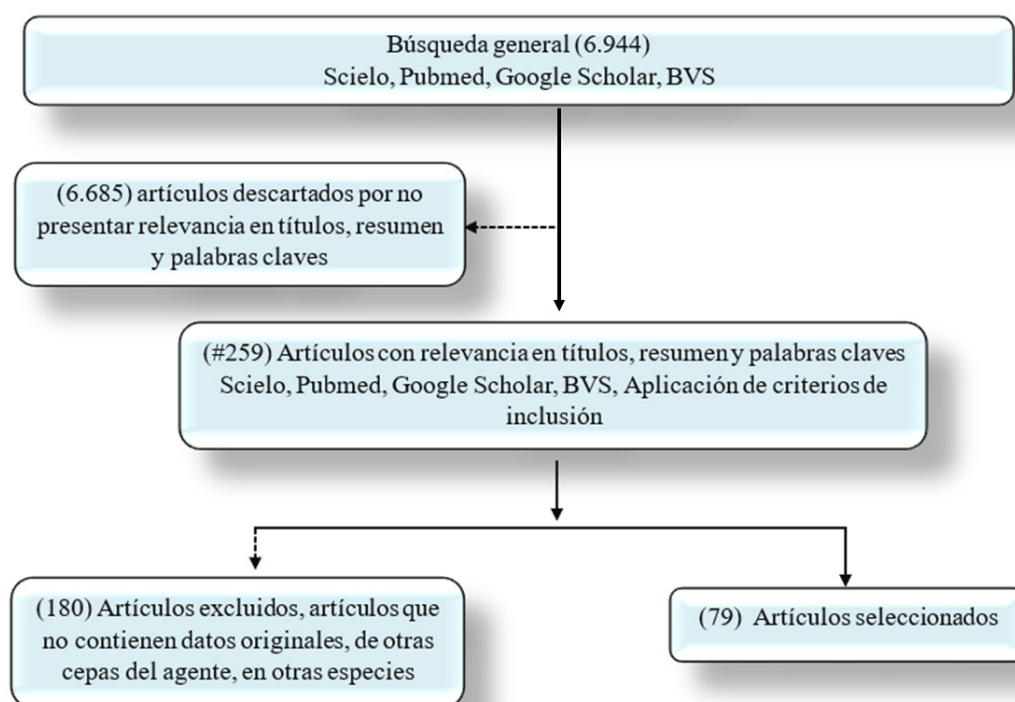 Búsqueda general (6.944)
Scielo, Pubmed, Google Scholar, BVS
(6.685) artículos descartados por no
presentar relevancia en títulos, resumen
y palabras claves
(#259) Artículos con relevancia en títulos, resumen y palabras claves
Scielo, Pubmed, Google Scholar, BVS, Aplicación de criterios de
inclusión
(180) Artículos excluidos, artículos que
no contienen datos originales, de otras
cepas del agente, en otras especies
(79) Artículos seleccionados